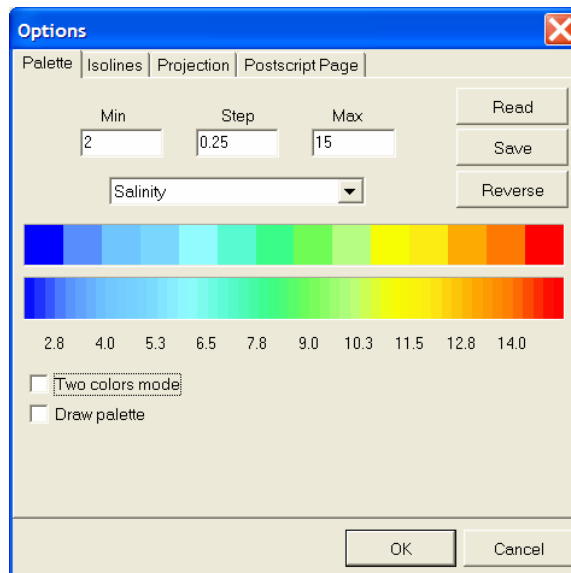 Options
Palette Isolines Projection Postscript Page
Min Step Max Read
2 0.25 15
Save
Salinity Reverse
2.8 4.0 5.3 6.5 7.8 9.0 10.3 11.5 12.8 14.0
Two colors mode
Draw palette
OK Cancel